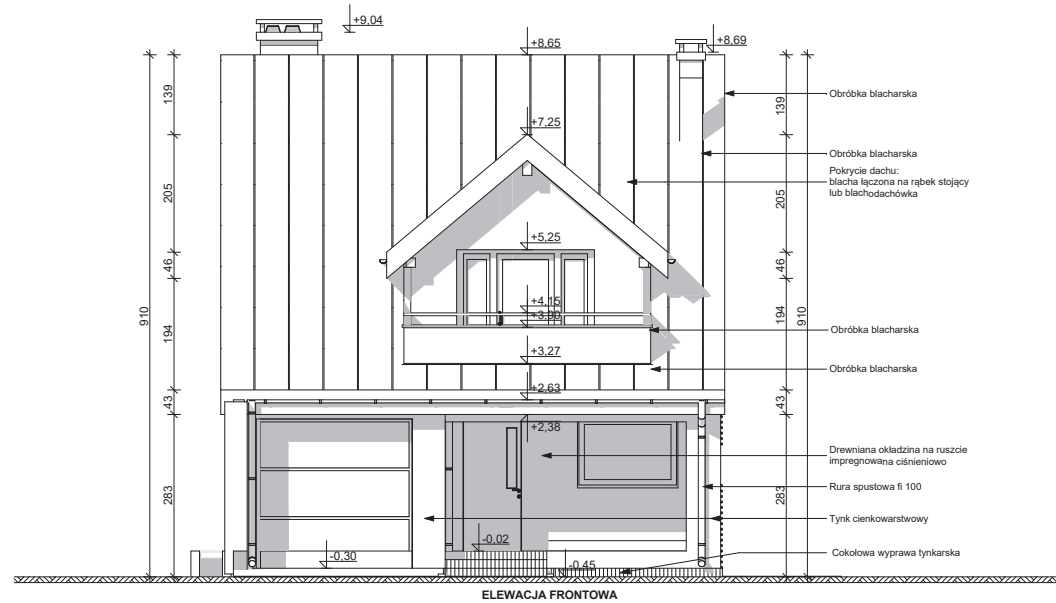 +9,04
+8,69
+8,65
139
139
Obróbka blacharska
+7,25
Obróbka blacharska
Pokrycie dachu:
blacha łączona na rąbek stojący
lub blachodachówka
205
205
+5,25
46
46
+4,15
+3,90
910
194
194
910
Obróbka blacharska
+3,27
Obróbka blacharska
+2,63
43
43
+2,38
Drewniana okładzina na ruszcie
impregnowana ciśnieniowo
283
283
Rura spustowa fi 100
Tynk cienkowarstwowy
-0,02
-0,30
-0,45
Cokołowa wyprawa tynkarska
ELEWACJA FRONTOWA